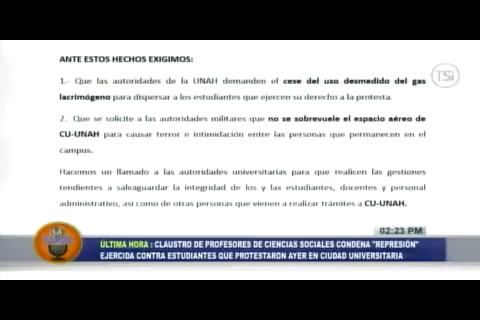 ANTE ESTOS HECHOS EXIGIMOS:
1.- Que las autoridades de la UNAH demanden el cese del uso desmedido del gas
lacrimógeno para dispersar a los estudiantes que ejercen su derecho a la protesta.
2. Que se solicite a las autoridades militares que no se sobrevuele el espacio aéreo de
CU-UNAH para causar terror e intimidación entre las personas que permanecen en el
campus.
Hacemos un llamado a las autoridades universitarias para que realicen las gestiones
tendientes a salvaguardar la integridad de los y las estudiantes, docentes y personal
administrativo, así como de otras personas que vienen a realizar trámites a CU-UNAH.
TSi
02:23 PM
ÚLTIMA HORA : CLAUSTRO DE PROFESORES DE CIENCIAS SOCIALES CONDENA "REPRESIÓN"
EJERCIDA CONTRA ESTUDIANTES QUE PROTESTARON AYER EN CIUDAD UNIVERSITARIA